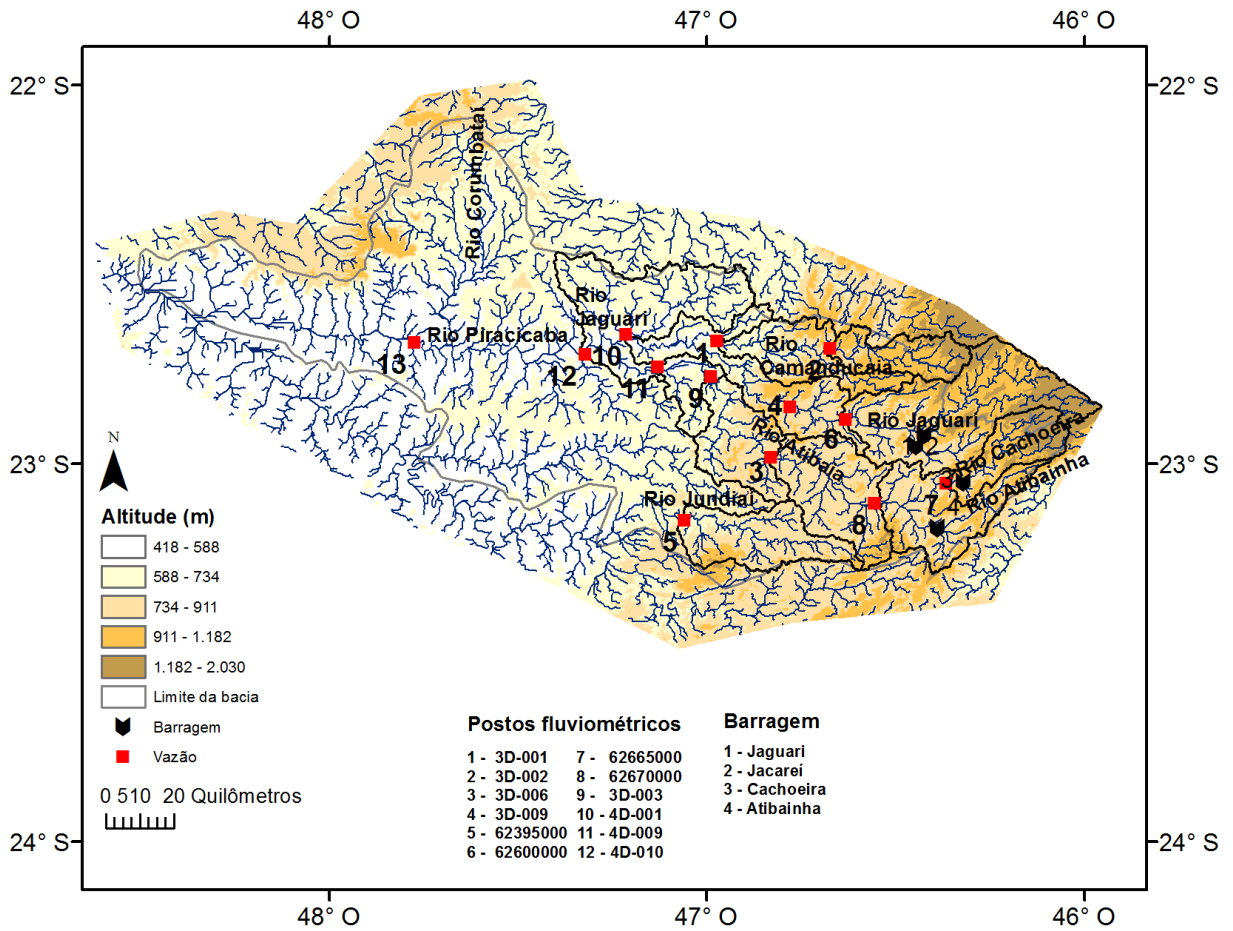 48° O 47° O 46° O
22° S 22° S
Rio Corumbataí
Rio
Jaguari
Rio Piracicaba
10
1
Rio
Camanducaia
2
13
12
11
9
4
Rio Jaguari
6
1 2
Rio Atibaia
23° S 23° S
3
3
Rio Cachoeira
Rio Atibainha
7 4
Rio Jundiaí
5
8
N
Altitude (m)
418 - 588
588 - 734
734 - 911
911 - 1.182
1.182 - 2.030
Limite da bacia
Barragem
Vazão
0 510 20 Quilômetros
Postos fluviométricos
1 - 3D-001 7 - 62665000
2 - 3D-002 8 - 62670000
3 - 3D-006 9 - 3D-003
4 - 3D-009 10 - 4D-001
5 - 62395000 11 - 4D-009
6 - 62600000 12 - 4D-010
Barragem
1 - Jaguari
2 - Jacareí
3 - Cachoeira
4 - Atibainha
24° S 24° S
48° O 47° O 46° O